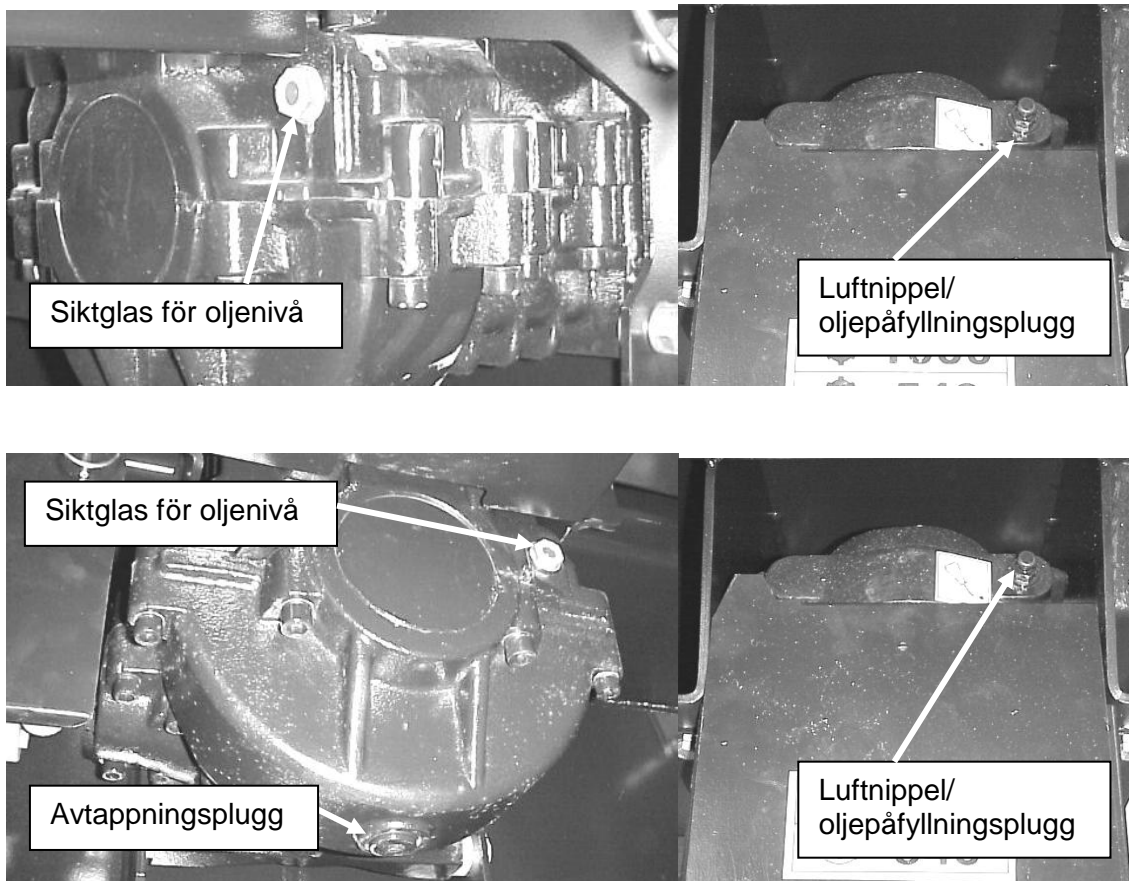 Siktglas för oljenivå
Luftnippel/
oljepåfyllningsplugg
Siktglas för oljenivå
Avtappningsplugg
Luftnippel/
oljepåfyllningsplugg